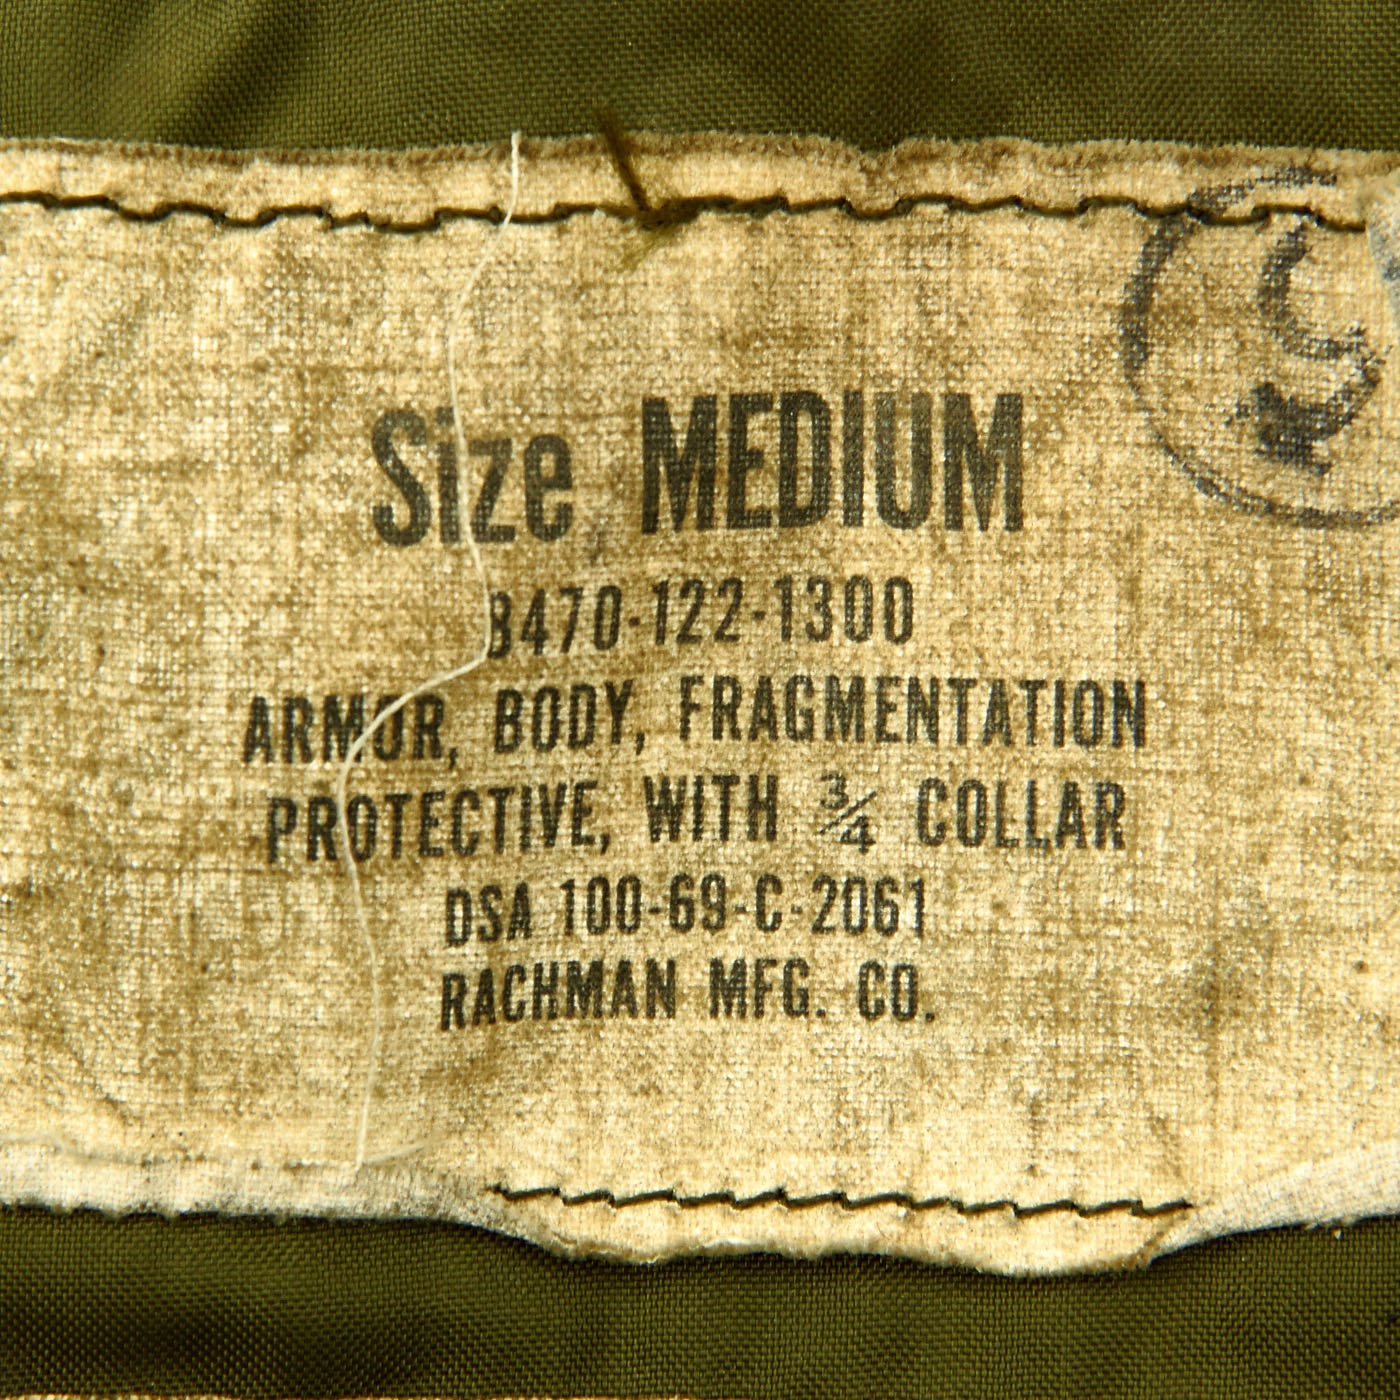 Size MEDIUM
8470-122-1300
ARMOR, BODY, FRAGMENTATION
PROTECTIVE, WITH 3/4 COLLAR
DSA 100-69-C-2061
RACHMAN MFG. CO.